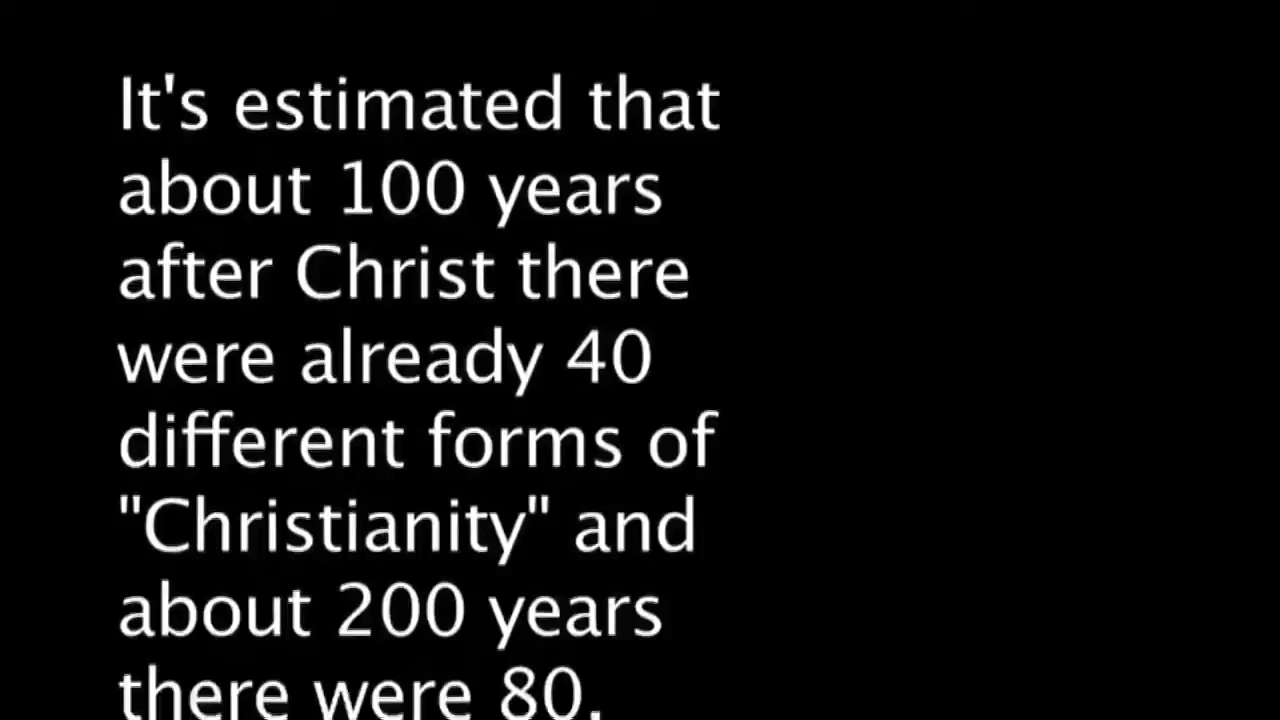 It's estimated that
about 100 years
after Christ there
were already 40
different forms of
"Christianity" and
about 200 years
there were 80.